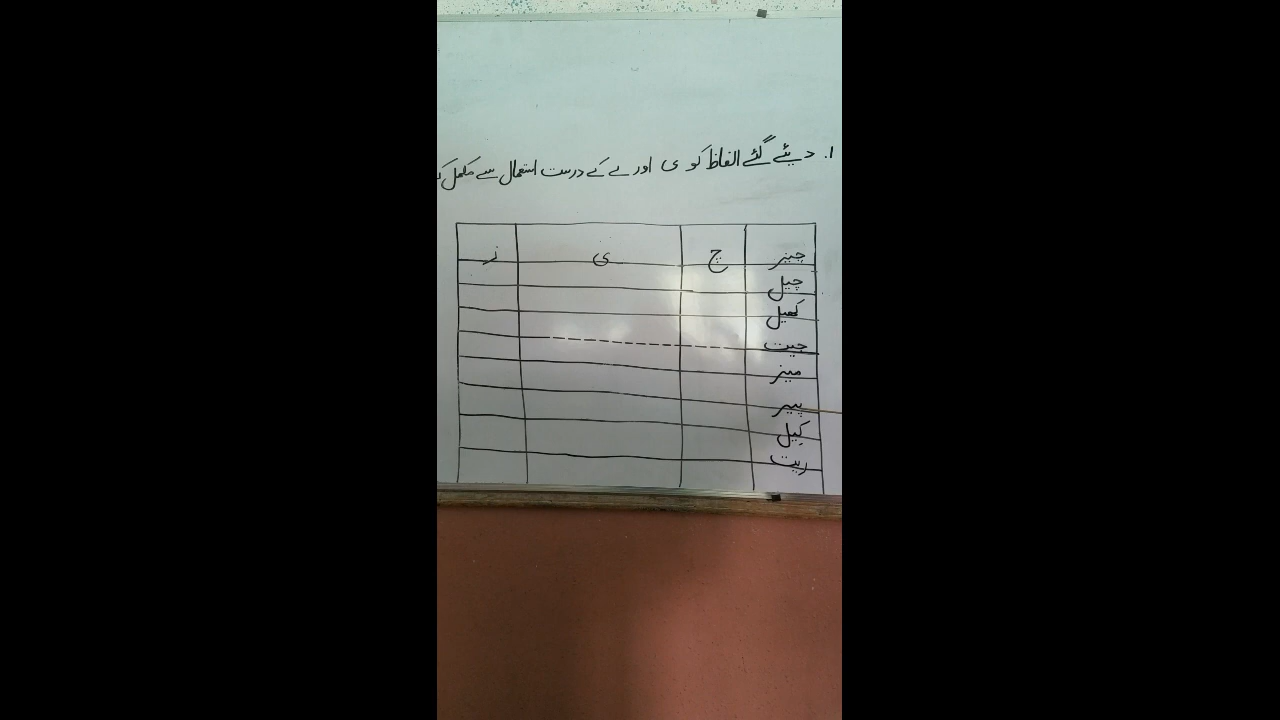 ۱. دیئے گئے الفاظ کو ی اور ے کے درست استعمال سے مکمل
چیز چ ی ز
چیل
کھیل
جیت
میز
پیر
کیل
ریت